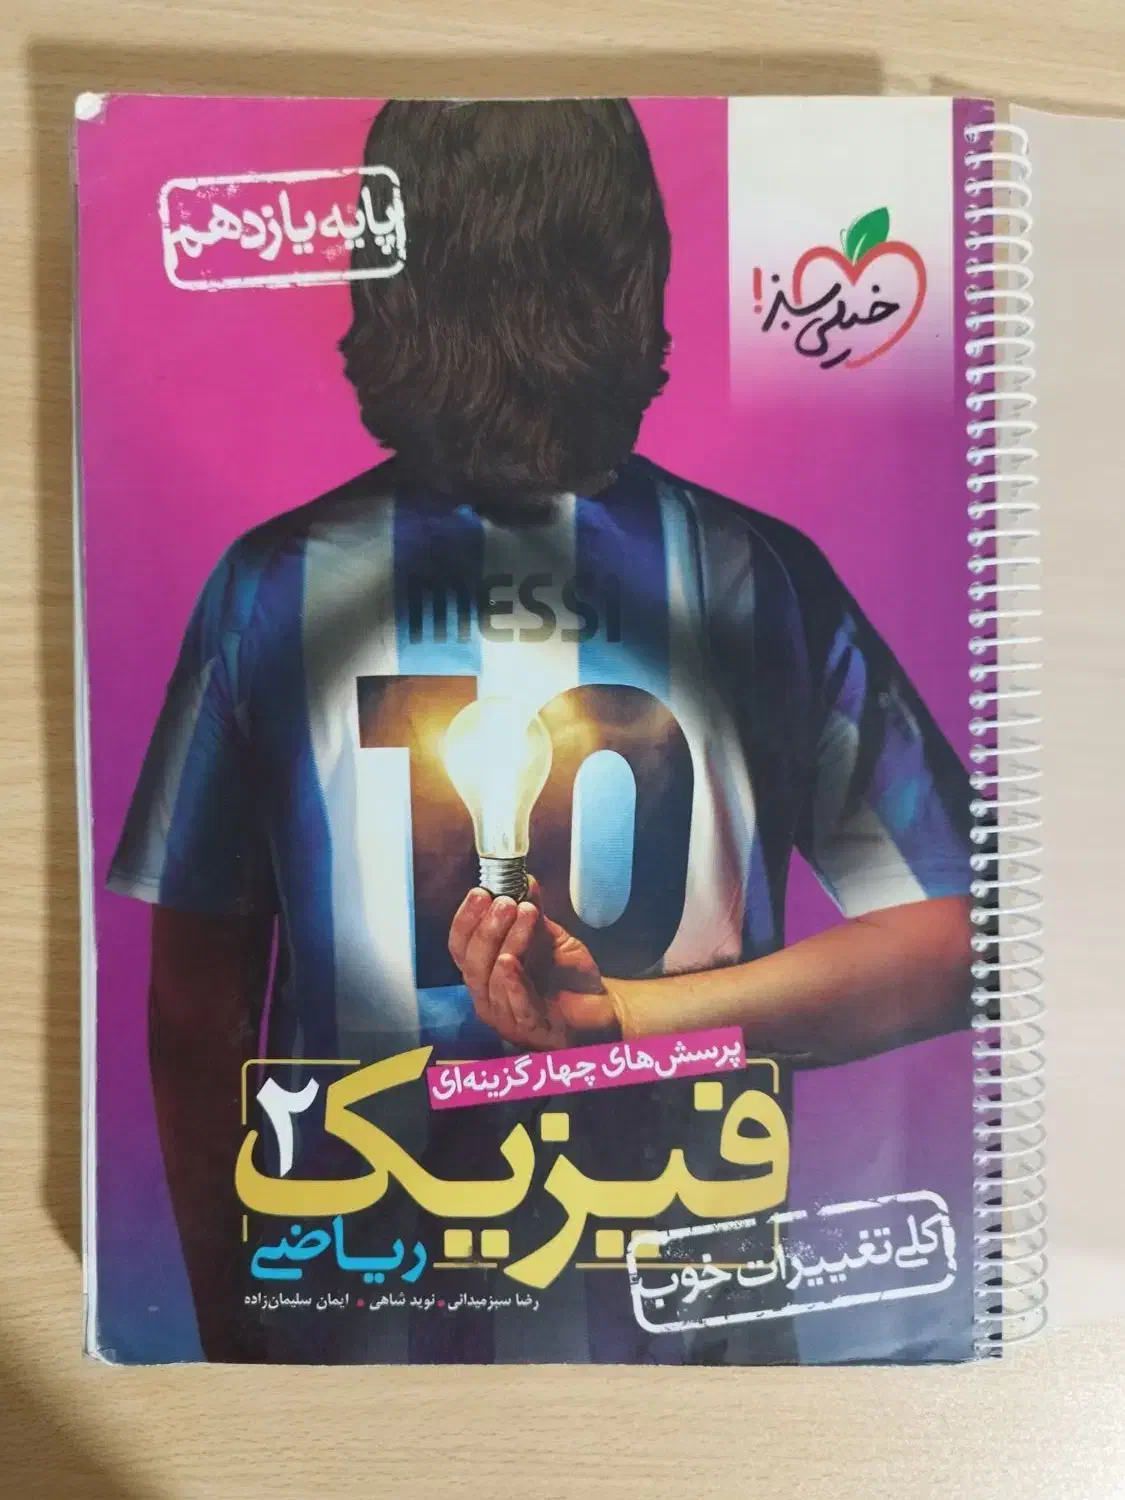 پایه یازدهم
خیلی سبز!
MESSI
10
پرسش‌های چهارگزینه‌ای
فیزیک ۲
ریاضی
کلی تغییرات خوب
رضا سبزمیدانی • نوید شاهی • ایمان سلیمان‌زاده